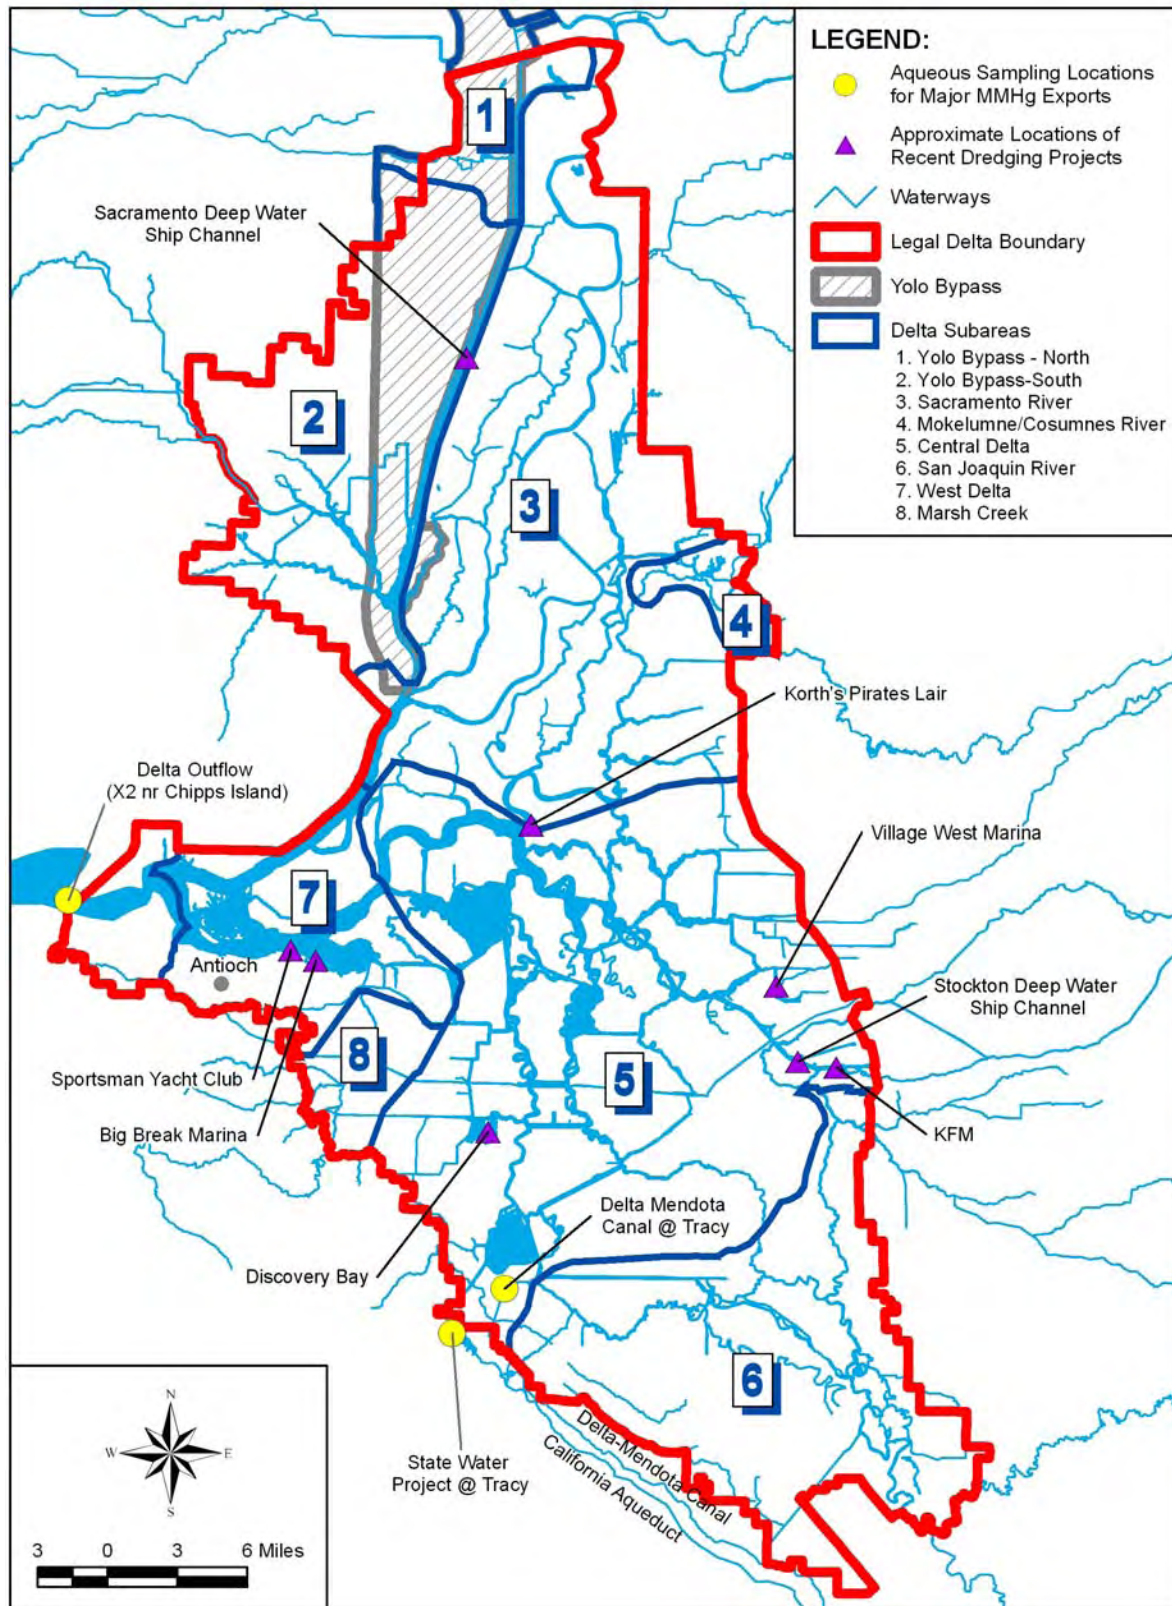 LEGEND:
Aqueous Sampling Locations
for Major MMHg Exports
Approximate Locations of
Recent Dredging Projects
Waterways
Legal Delta Boundary
Yolo Bypass
Delta Subareas
1. Yolo Bypass - North
2. Yolo Bypass-South
3. Sacramento River
4. Mokelumne/Cosumnes River
5. Central Delta
6. San Joaquin River
7. West Delta
8. Marsh Creek
1
Sacramento Deep Water
Ship Channel
2
3
4
Korth's Pirates Lair
Delta Outflow
(X2 nr Chipps Island)
Village West Marina
7
Antioch
Stockton Deep Water
Ship Channel
8
5
Sportsman Yacht Club
Big Break Marina
KFM
Delta Mendota
Canal @ Tracy
Discovery Bay
6
State Water
Project @ Tracy
Delta-Mendota Canal
California Aqueduct
N
W
E
S
3 0 3 6 Miles